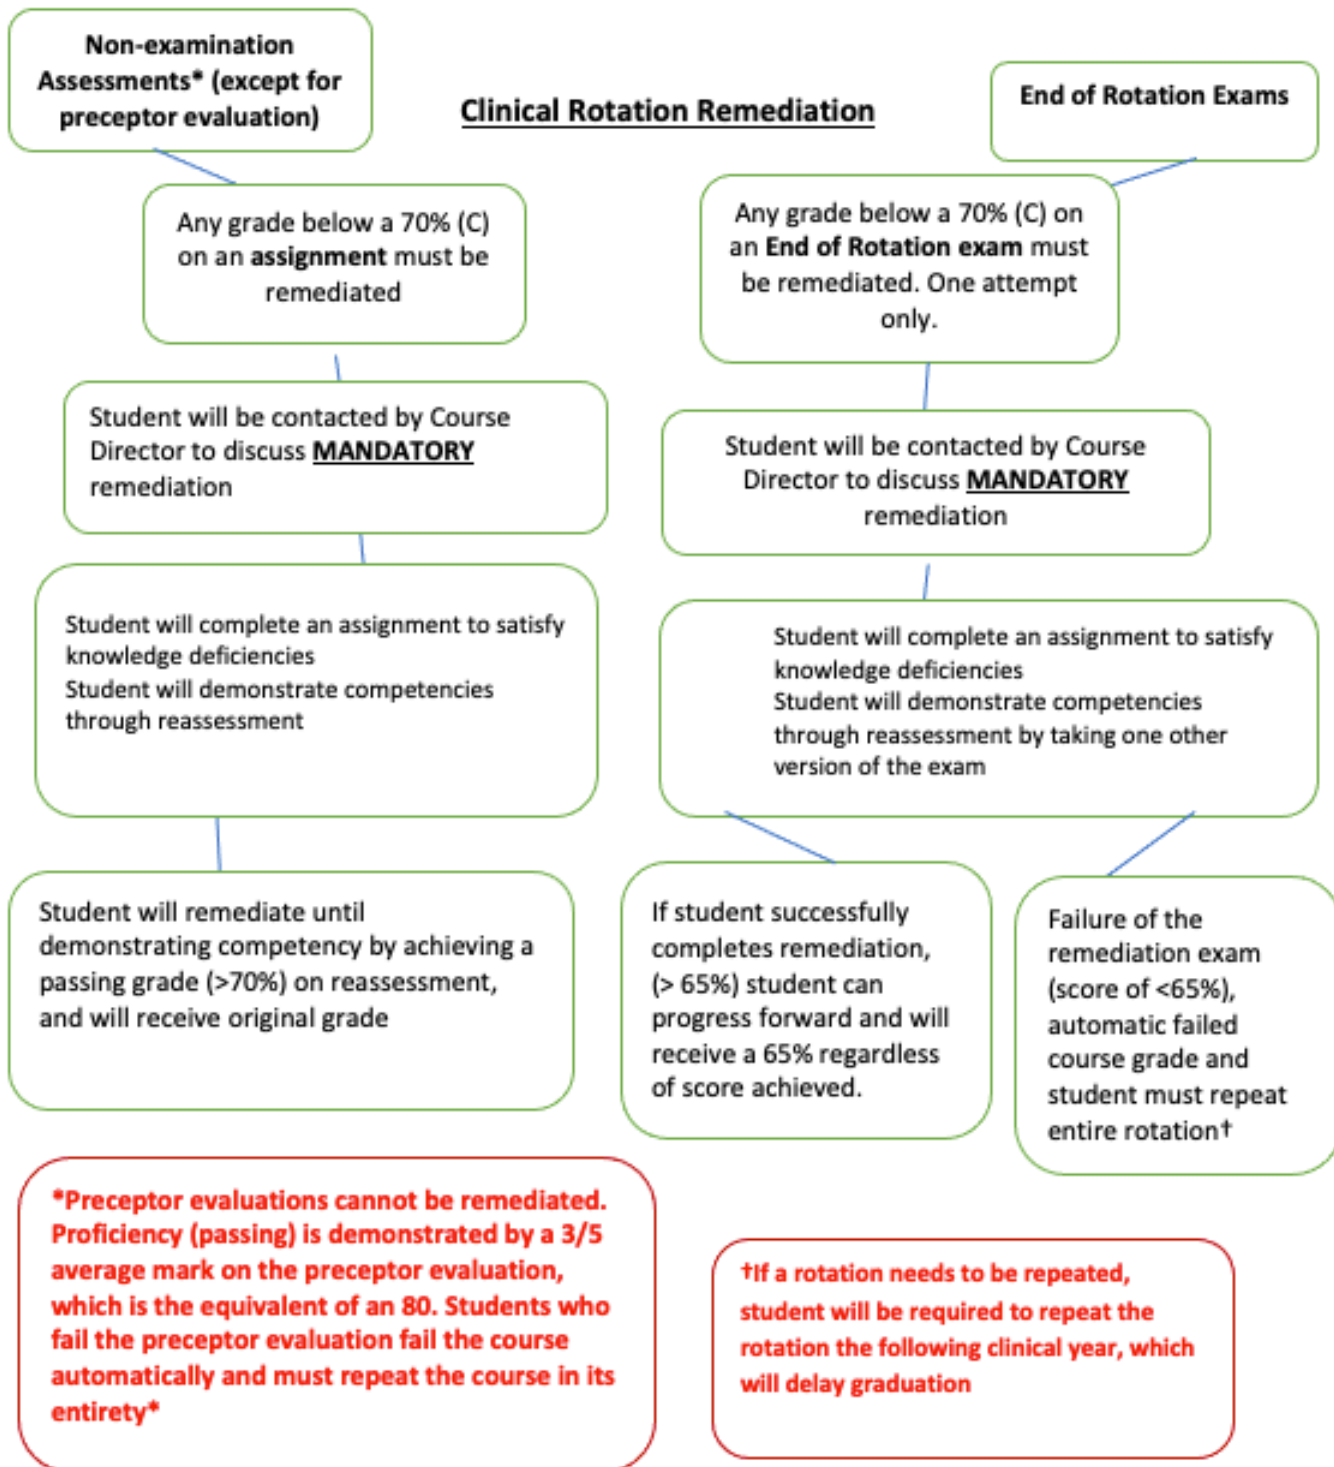 Non-examination
Assessments* (except for
preceptor evaluation)
Clinical Rotation Remediation
End of Rotation Exams
Any grade below a 70% (C)
on an assignment must be
remediated
Student will be contacted by Course
Director to discuss MANDATORY
remediation
Student will complete an assignment to satisfy
knowledge deficiencies
Student will demonstrate competencies
through reassessment
Student will remediate until
demonstrating competency by achieving a
passing grade (>70%) on reassessment,
and will receive original grade
Any grade below a 70% (C) on
an End of Rotation exam must
be remediated. One attempt
only.
Student will be contacted by Course
Director to discuss MANDATORY
remediation
Student will complete an assignment to satisfy
knowledge deficiencies
Student will demonstrate competencies
through reassessment by taking one other
version of the exam
If student successfully
completes remediation,
(> 65%) student can
progress forward and will
receive a 65% regardless
of score achieved.
Failure of the
remediation exam
(score of <65%),
automatic failed
course grade and
student must repeat
entire rotation†
*Preceptor evaluations cannot be remediated.
Proficiency (passing) is demonstrated by a 3/5
average mark on the preceptor evaluation,
which is the equivalent of an 80. Students who
fail the preceptor evaluation fail the course
automatically and must repeat the course in its
entirety*
†If a rotation needs to be repeated,
student will be required to repeat the
rotation the following clinical year, which
will delay graduation